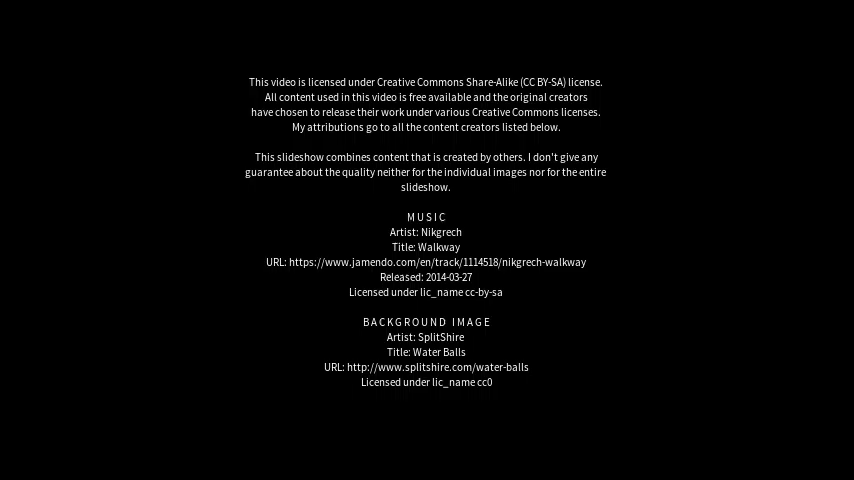 This video is licensed under Creative Commons Share-Alike (CC BY-SA) license.
All content used in this video is free available and the original creators
have chosen to release their work under various Creative Commons licenses.
My attributions go to all the content creators listed below.
This slideshow combines content that is created by others. I don't give any
guarantee about the quality neither for the individual images nor for the entire
slideshow.
MUSIC
Artist: Nikgrech
Title: Walkway
URL: https://www.jamendo.com/en/track/1114518/nikgrech-walkway
Released: 2014-03-27
Licensed under lic_name cc-by-sa
BACKGROUND IMAGE
Artist: SplitShire
Title: Water Balls
URL: http://www.splitshire.com/water-balls
Licensed under lic_name cc0